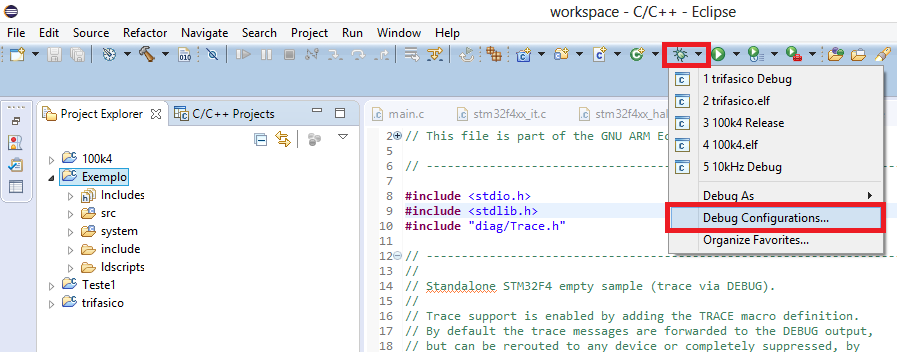 workspace - C/C++ - Eclipse
File Edit Source Refactor Navigate Search Project Run Window Help
010
1 trifasico Debug
2 trifasico.elf
3 100k4 Release
4 100k4.elf
5 10kHz Debug
Debug As
Debug Configurations...
Organize Favorites...
Project Explorer
C/C++ Projects
100k4
Exemplo
Includes
src
system
include
ldscripts
Teste1
trifasico
main.c
stm32f4xx_it.c
stm32f4xx_hal
2 // This file is part of the GNU ARM Ec
5
6 // ----------------------------------------
7
8 #include <stdio.h>
9 #include <stdlib.h>
10 #include "diag/Trace.h"
11
12 // ----------------------------------------
13 //
14 // Standalone STM32F4 empty sample (trace via DEBUG).
15 //
16 // Trace support is enabled by adding the TRACE macro definition.
17 // By default the trace messages are forwarded to the DEBUG output,
18 // but can be rerouted to any device or completely suppressed, by